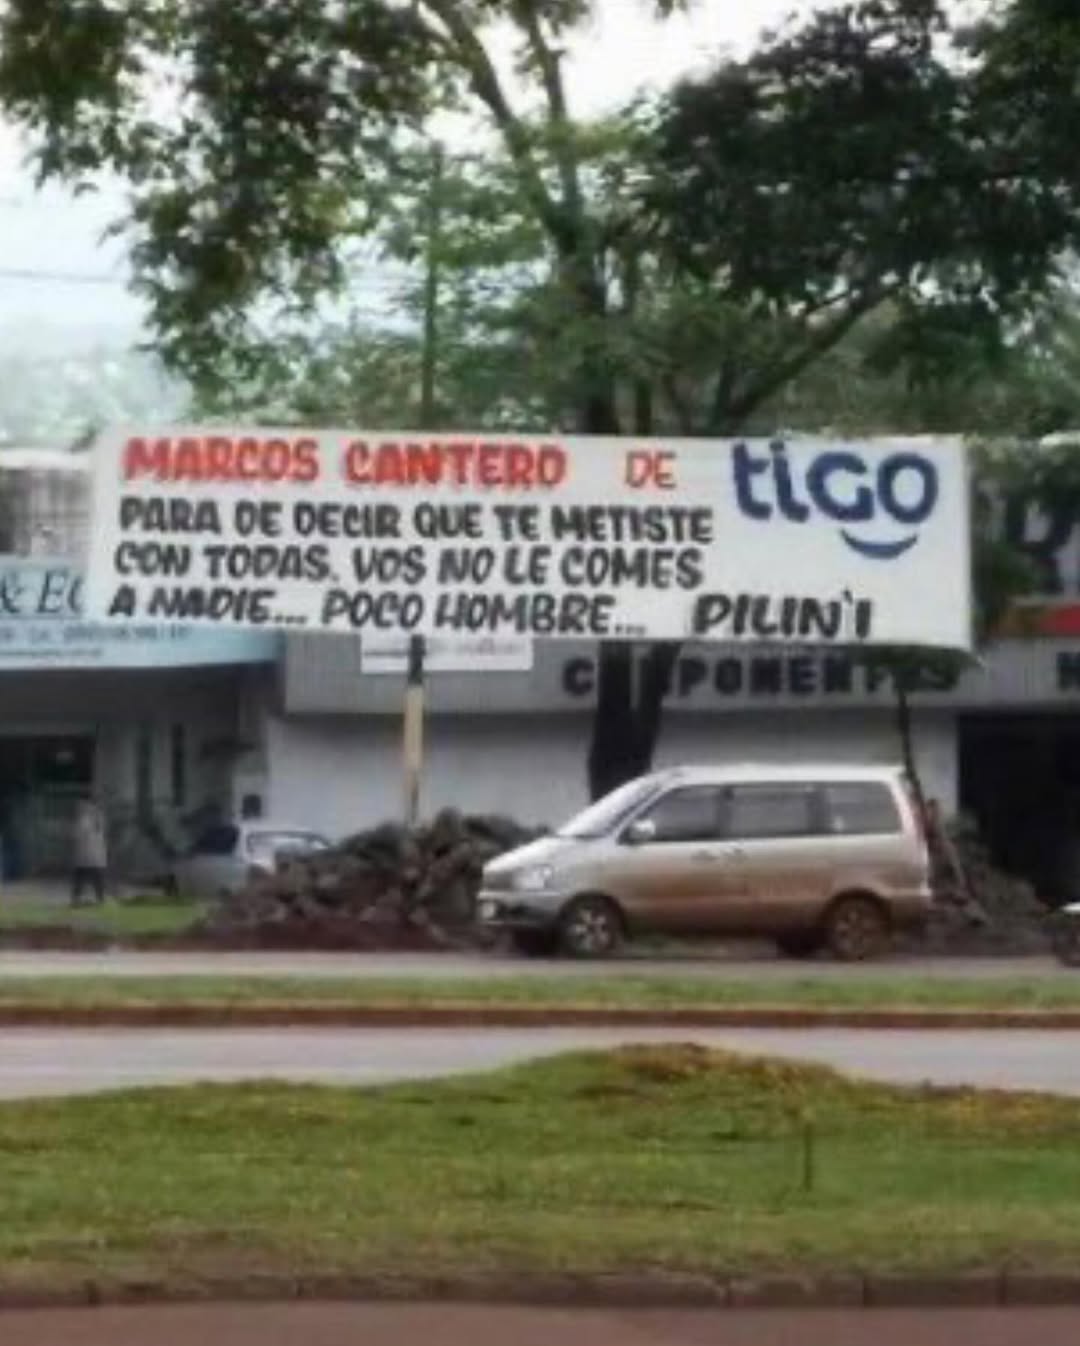 MARCOS CANTERO DE tiGO
PARA DE DECIR QUE TE METISTE
CON TODAS. VOS NO LE COMES
A NADIE... POCO HOMBRE... PILIN'I
& E
COMPONENTES